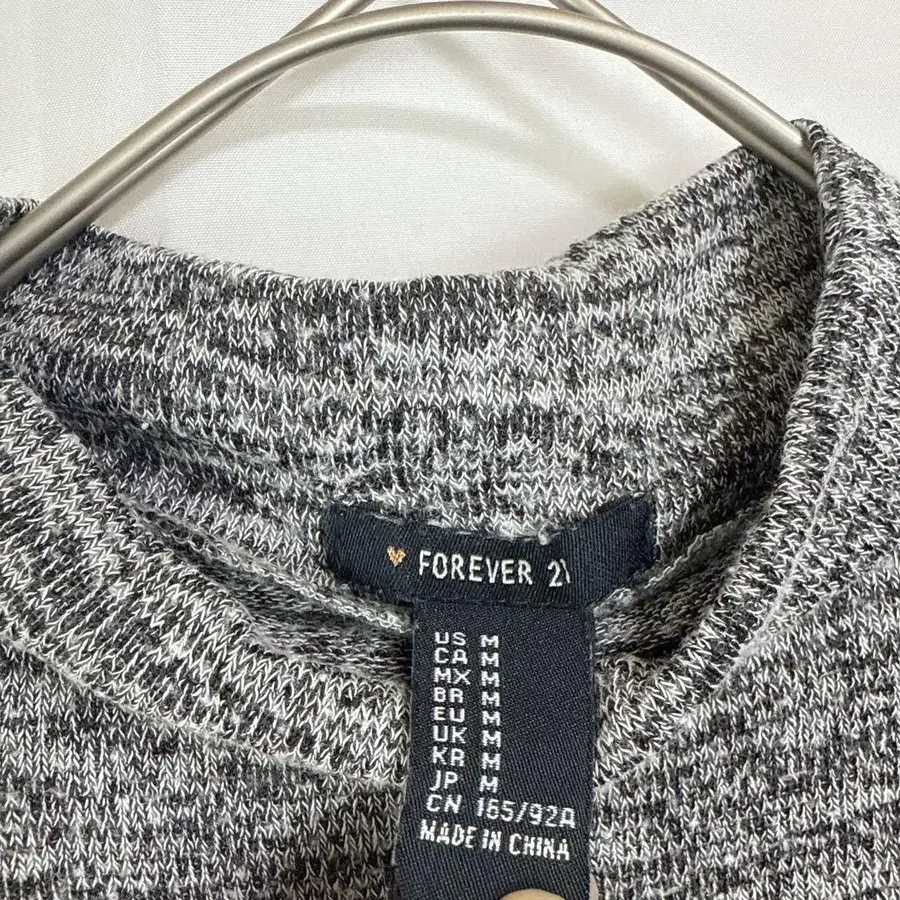 FOREVER 21
US M
CA M
MX M
BR M
EU M
UK M
KR M
JP M
CN 165/92A
MADE IN CHINA